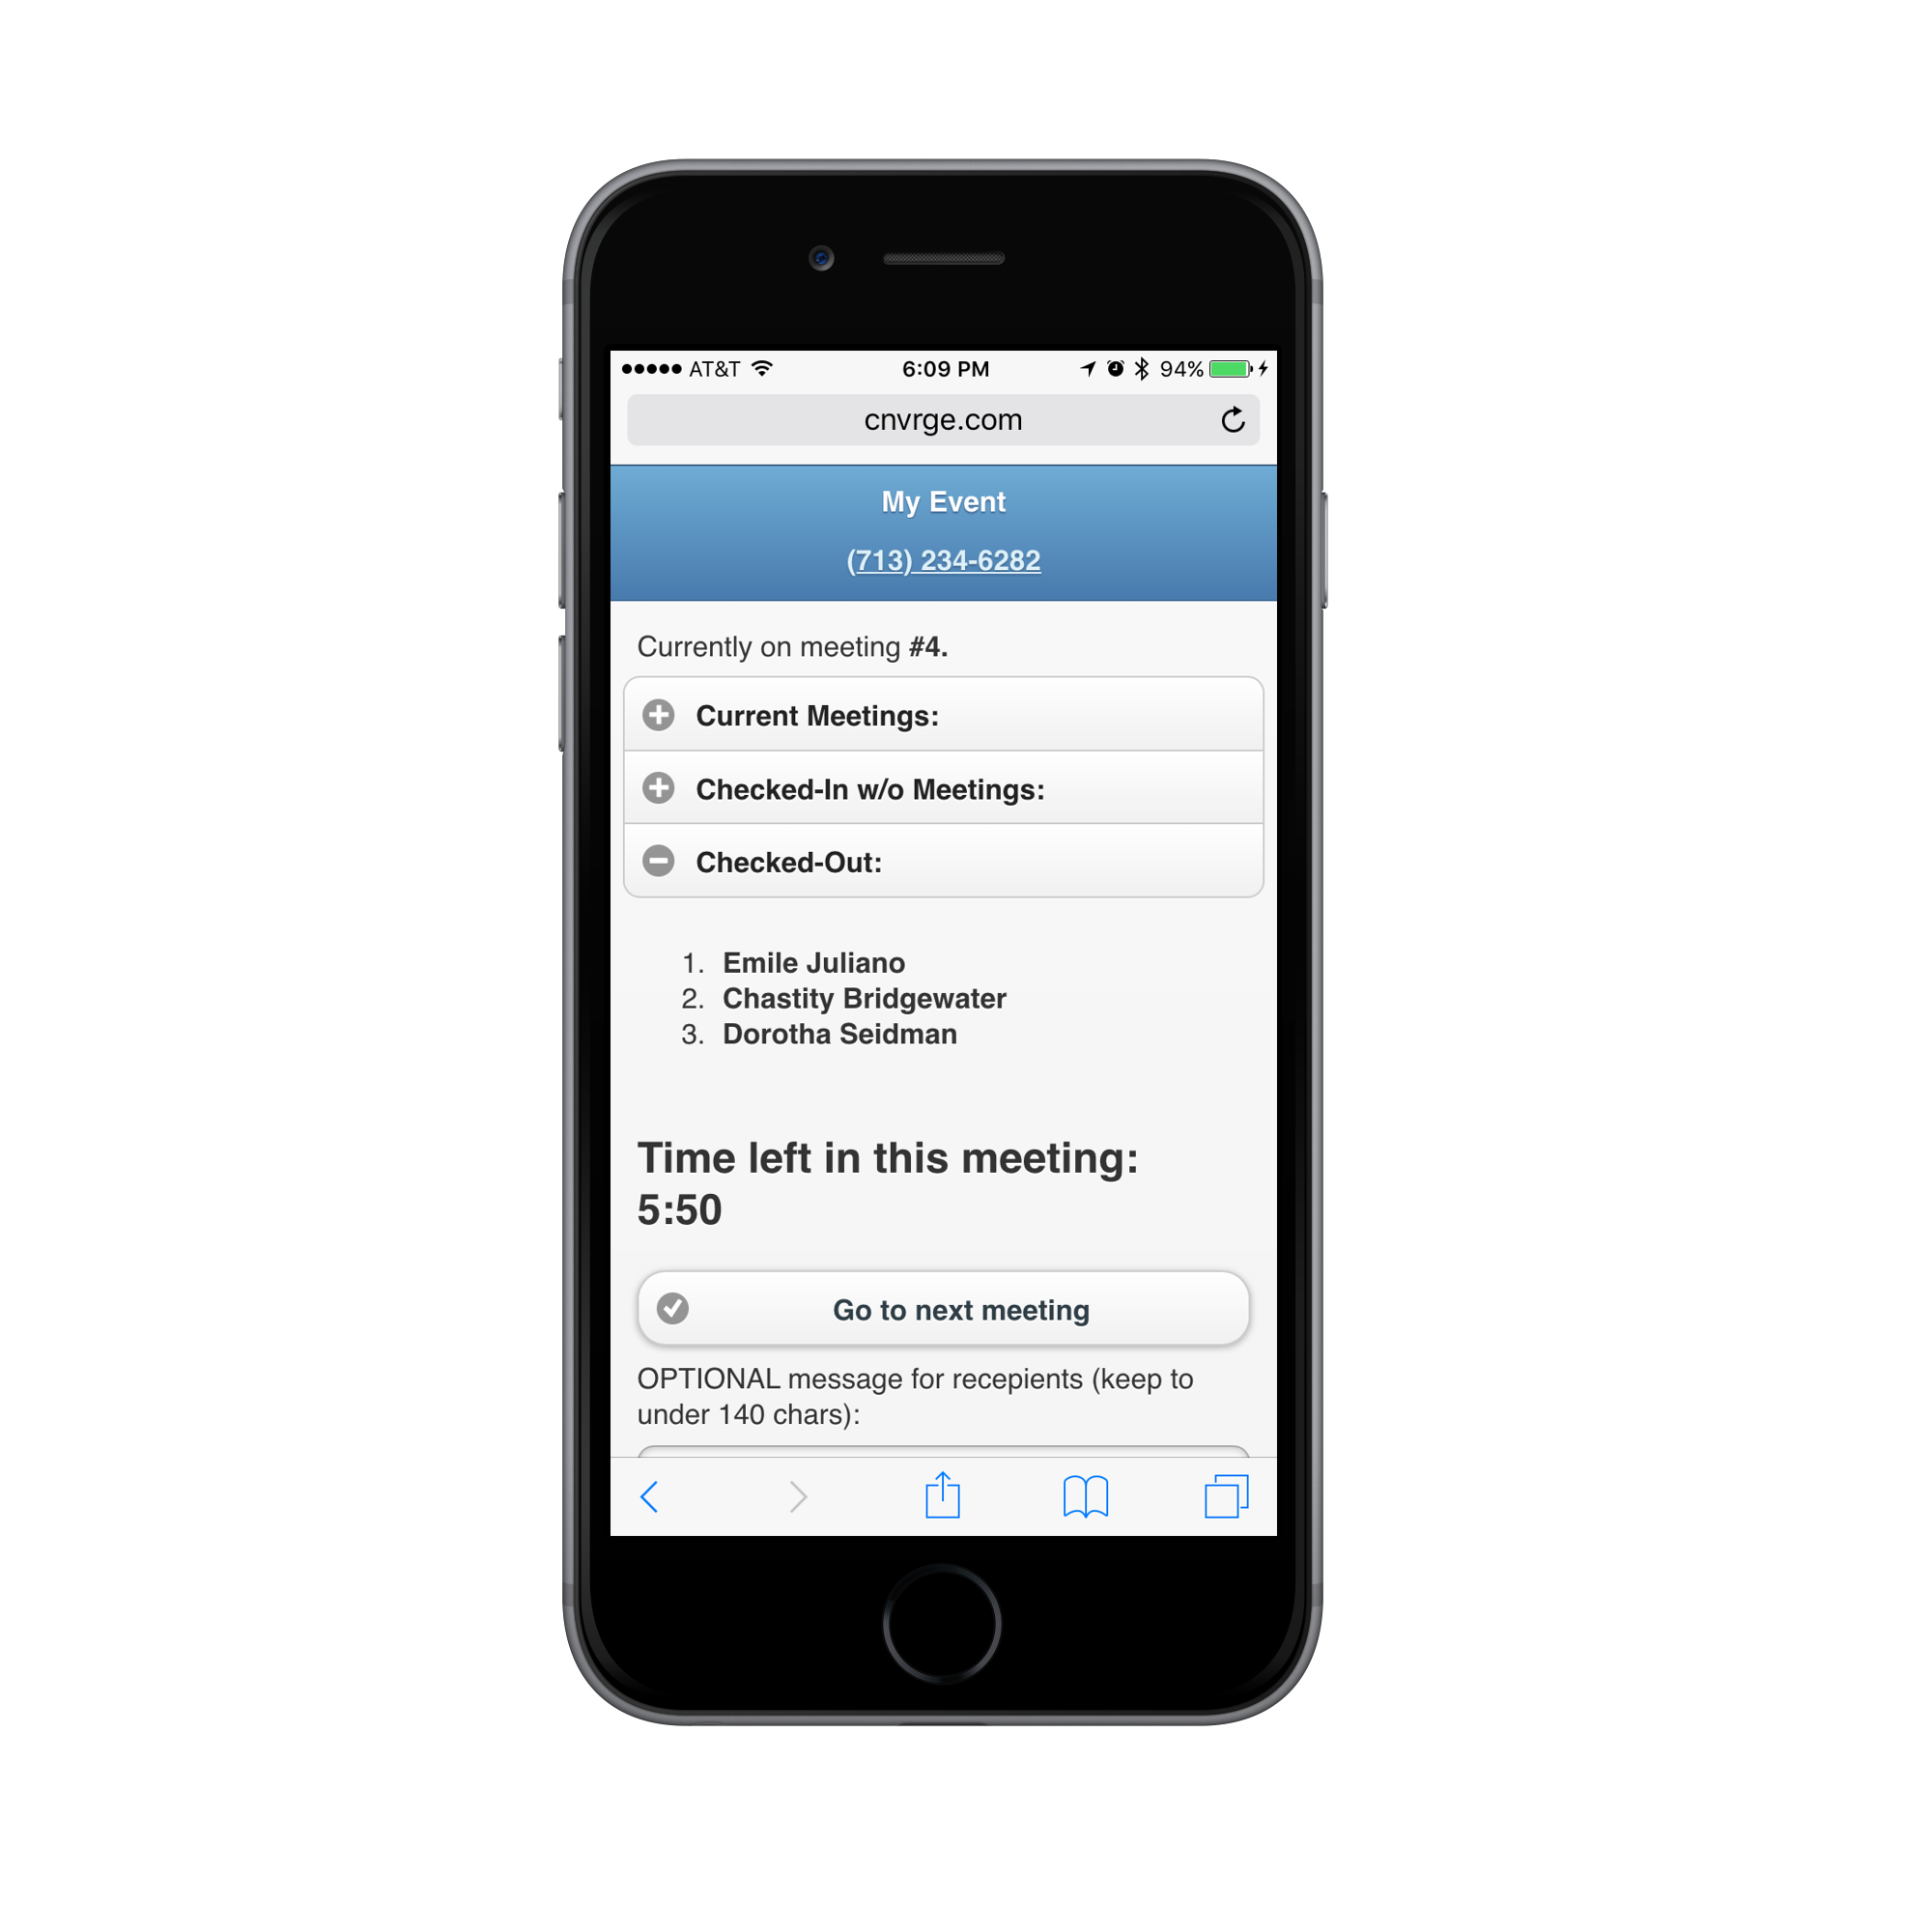 AT&T 6:09 PM 94%
cnvrge.com
My Event
(713) 234-6282
Currently on meeting #4.
Current Meetings:
Checked-In w/o Meetings:
Checked-Out:
1. Emile Juliano
2. Chastity Bridgewater
3. Dorotha Seidman
Time left in this meeting:
5:50
Go to next meeting
OPTIONAL message for recepients (keep to
under 140 chars):